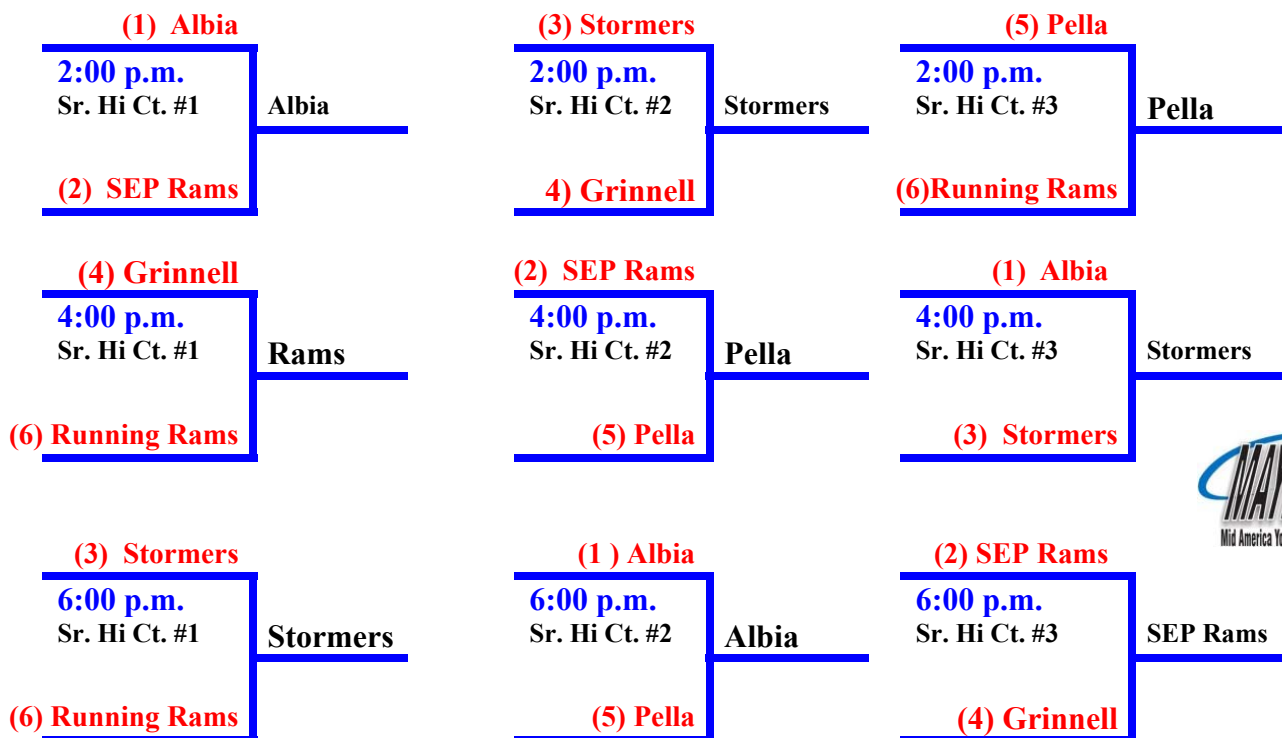 (1) Albia
2:00 p.m.
Sr. Hi Ct. #1
Albia
(2) SEP Rams
(3) Stormers
2:00 p.m.
Sr. Hi Ct. #2
Stormers
4) Grinnell
(5) Pella
2:00 p.m.
Sr. Hi Ct. #3
Pella
(6)Running Rams
(4) Grinnell
4:00 p.m.
Sr. Hi Ct. #1
Rams
(6) Running Rams
(2) SEP Rams
4:00 p.m.
Sr. Hi Ct. #2
Pella
(5) Pella
(1) Albia
4:00 p.m.
Sr. Hi Ct. #3
Stormers
(3) Stormers
Mid America
(3) Stormers
6:00 p.m.
Sr. Hi Ct. #1
Stormers
(6) Running Rams
(1 ) Albia
6:00 p.m.
Sr. Hi Ct. #2
Albia
(5) Pella
(2) SEP Rams
6:00 p.m.
Sr. Hi Ct. #3
SEP Rams
(4) Grinnell